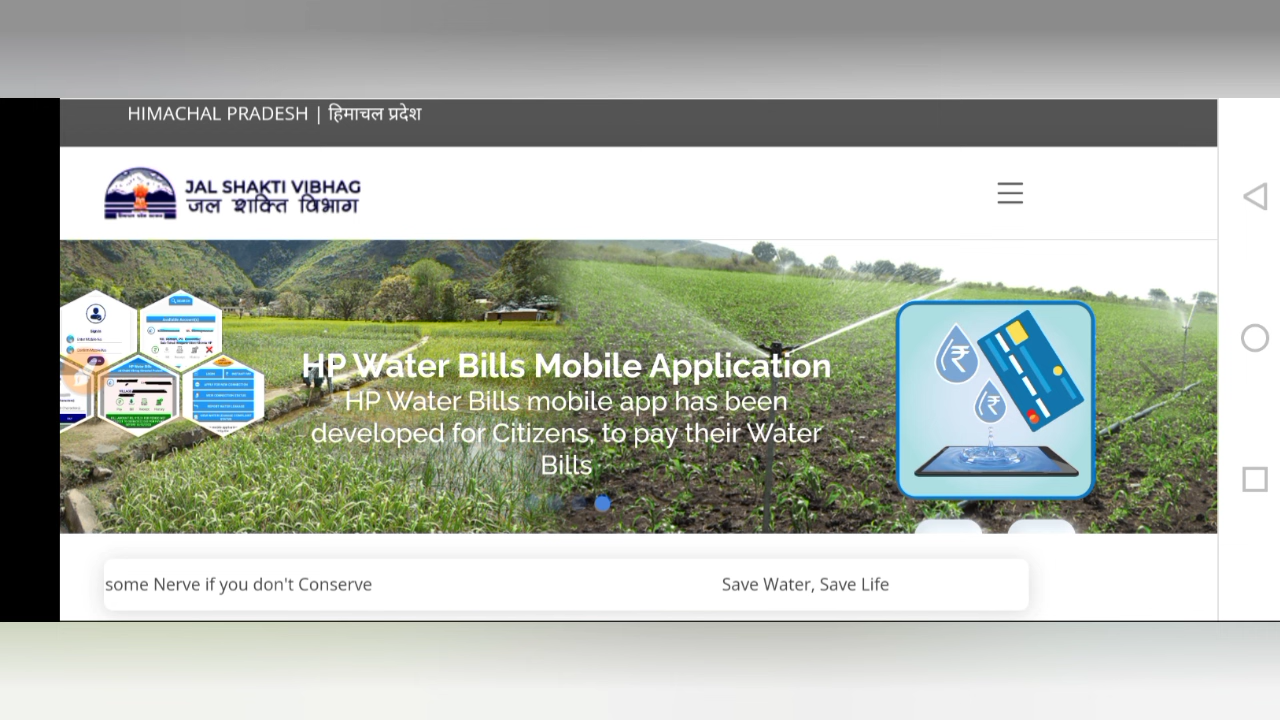 HIMACHAL PRADESH | हिमाचल प्रदेश
JAL SHAKTI VIBHAG
जल शक्ति विभाग
HP Water Bills Mobile Application
HP Water Bills mobile app has been
developed for Citizens, to pay their Water
Bills
some Nerve if you don't Conserve
Save Water, Save Life